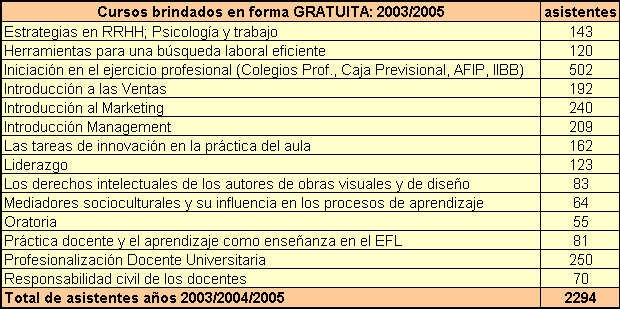 Cursos brindados en forma GRATUITA: 2003/2005 asistentes
Estrategias en RRHH; Psicología y trabajo 143
Herramientas para una búsqueda laboral eficiente 120
Iniciación en el ejercicio profesional (Colegios Prof., Caja Previsional, AFIP, IIBB) 502
Introducción a las Ventas 192
Introducción al Marketing 240
Introducción Management 209
Las tareas de innovación en la práctica del aula 162
Liderazgo 123
Los derechos intelectuales de los autores de obras visuales y de diseño 83
Mediadores socioculturales y su influencia en los procesos de aprendizaje 64
Oratoria 55
Práctica docente y el aprendizaje como enseñanza en el EFL 81
Profesionalización Docente Universitaria 250
Responsabilidad civil de los docentes 70
Total de asistentes años 2003/2004/2005 2294